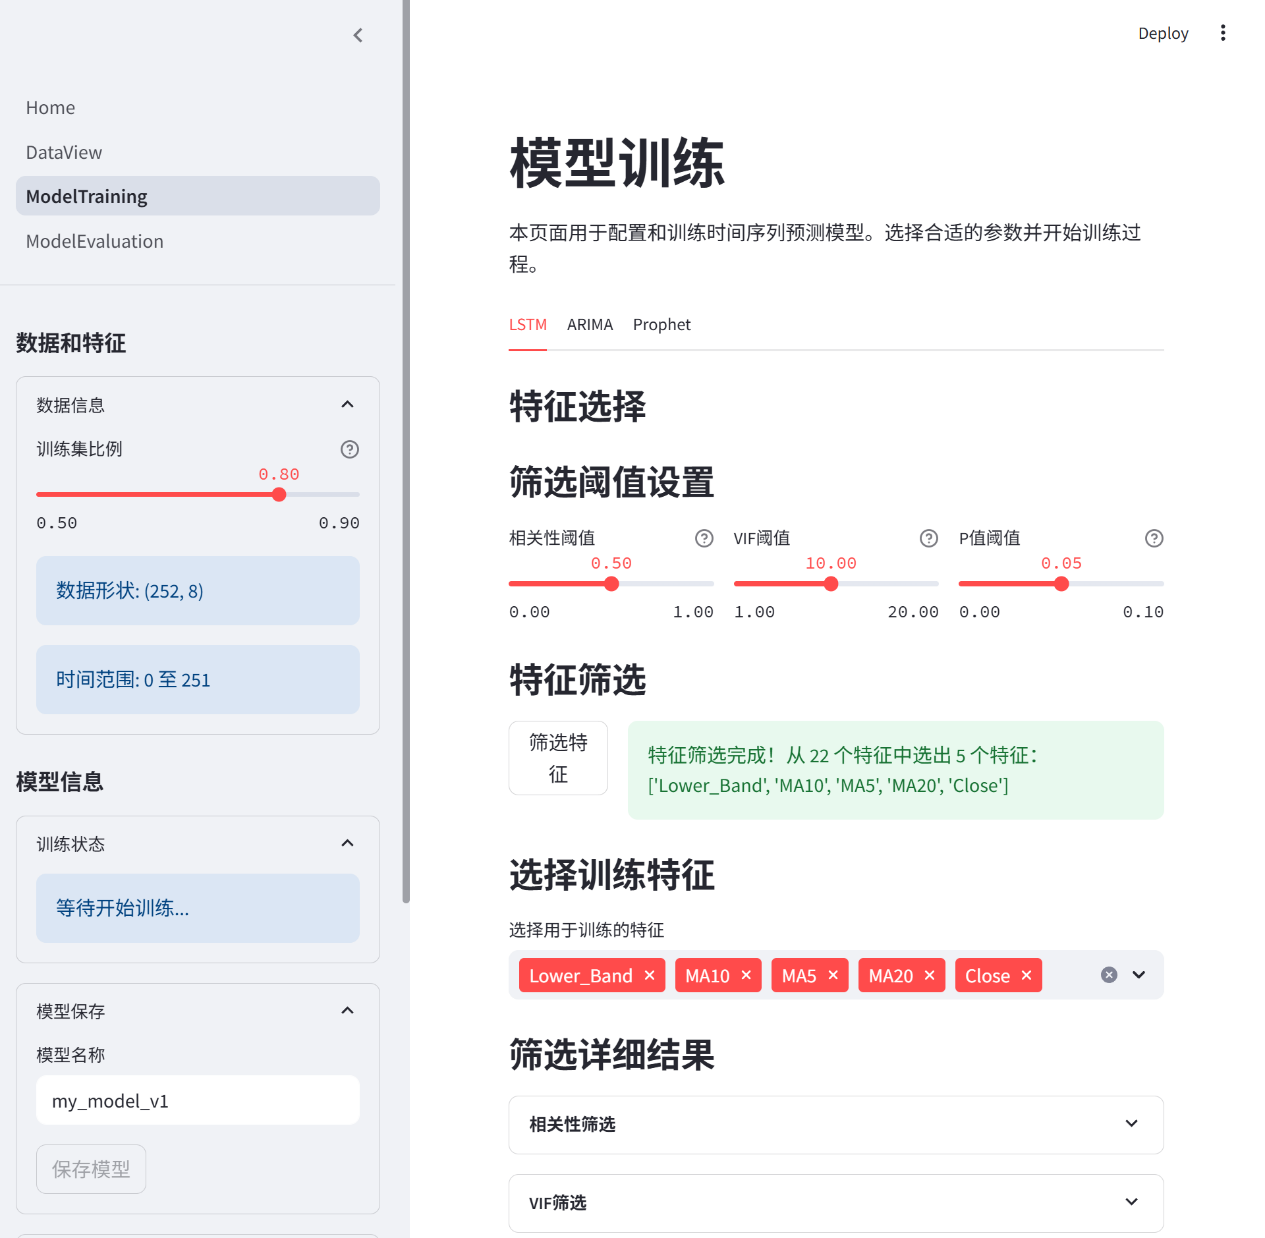 Deploy
Home
DataView
ModelTraining
ModelEvaluation
数据和特征
数据信息
训练集比例
0.80
0.50
0.90
数据形状: (252, 8)
时间范围: 0 至 251
模型信息
训练状态
等待开始训练...
模型保存
模型名称
my_model_v1
保存模型
模型训练
本页面用于配置和训练时间序列预测模型。选择合适的参数并开始训练过
程。
LSTM
ARIMA
Prophet
特征选择
筛选阈值设置
相关性阈值
0.50
0.00
1.00
VIF阈值
10.00
1.00
20.00
P值阈值
0.05
0.00
0.10
特征筛选
筛选特
征
特征筛选完成！从 22 个特征中选出 5 个特征：
['Lower_Band', 'MA10', 'MA5', 'MA20', 'Close']
选择训练特征
选择用于训练的特征
Lower_Band
MA10
MA5
MA20
Close
筛选详细结果
相关性筛选
VIF筛选